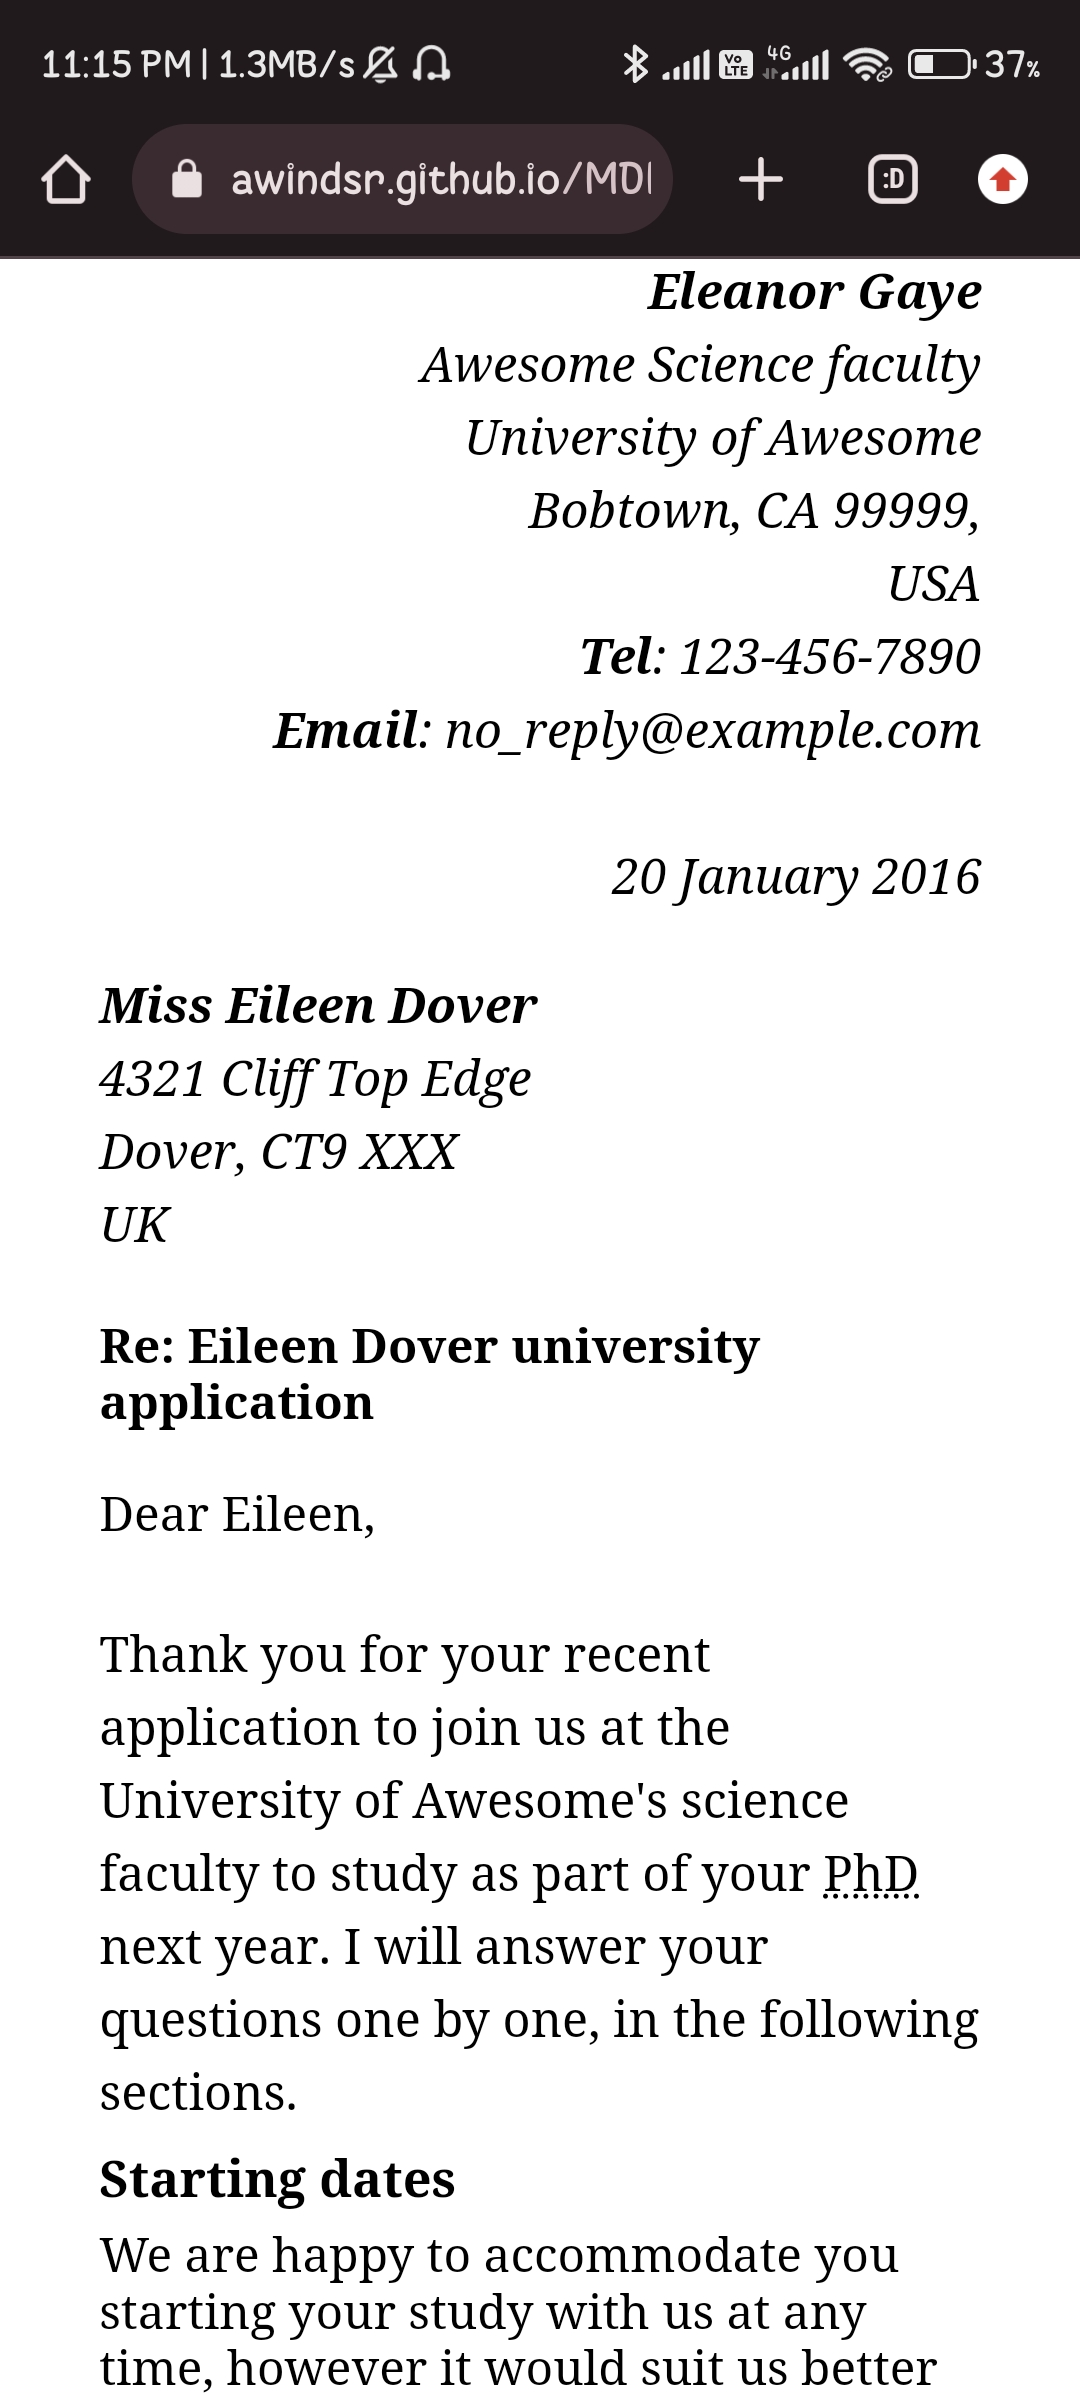 11:15 PM | 1.3MB/s Vo LTE 4G 37%
awindsr.github.io/MD :D
Eleanor Gaye
Awesome Science faculty
University of Awesome
Bobtown, CA 99999,
USA
Tel: 123-456-7890
Email: no_reply@example.com
20 January 2016
Miss Eileen Dover
4321 Cliff Top Edge
Dover, CT9 XXX
UK
Re: Eileen Dover university
application
Dear Eileen,
Thank you for your recent
application to join us at the
University of Awesome's science
faculty to study as part of your PhD
next year. I will answer your
questions one by one, in the following
sections.
Starting dates
We are happy to accommodate you
starting your study with us at any
time, however it would suit us better